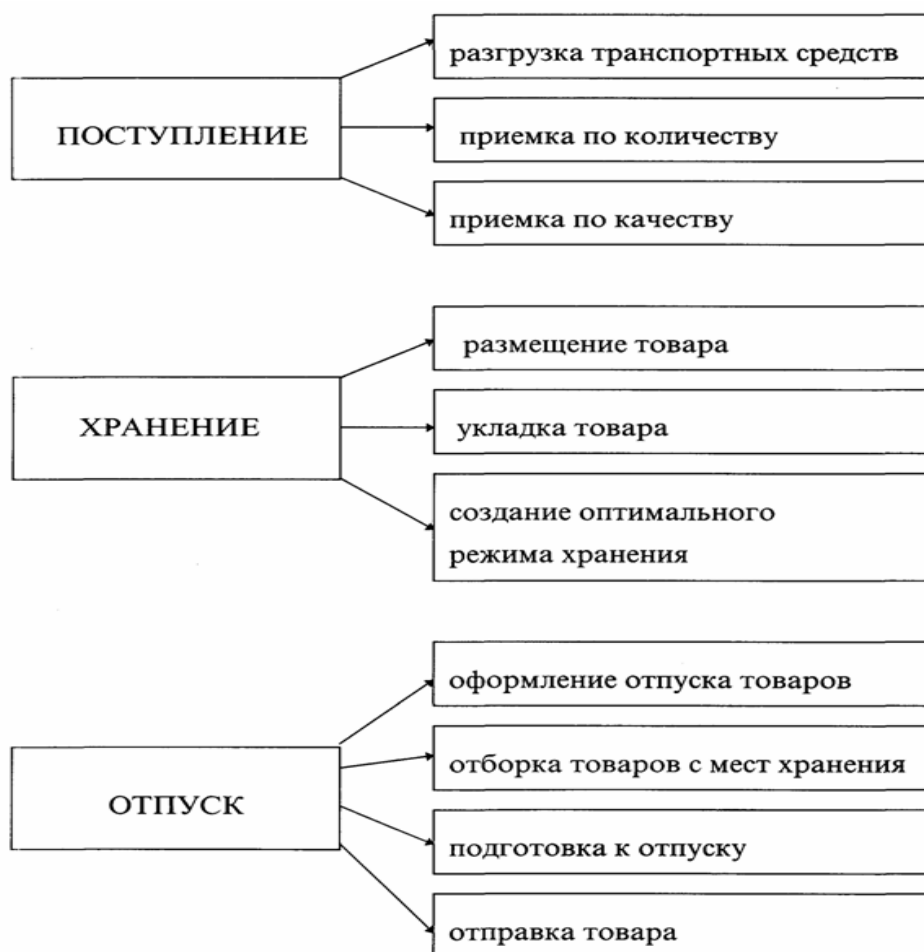 ПОСТУПЛЕНИЕ
разгрузка транспортных средств
приемка по количеству
приемка по качеству
ХРАНЕНИЕ
размещение товара
укладка товара
создание оптимального
режима хранения
ОТПУСК
оформление отпуска товаров
отборка товаров с мест хранения
подготовка к отпуску
отправка товара